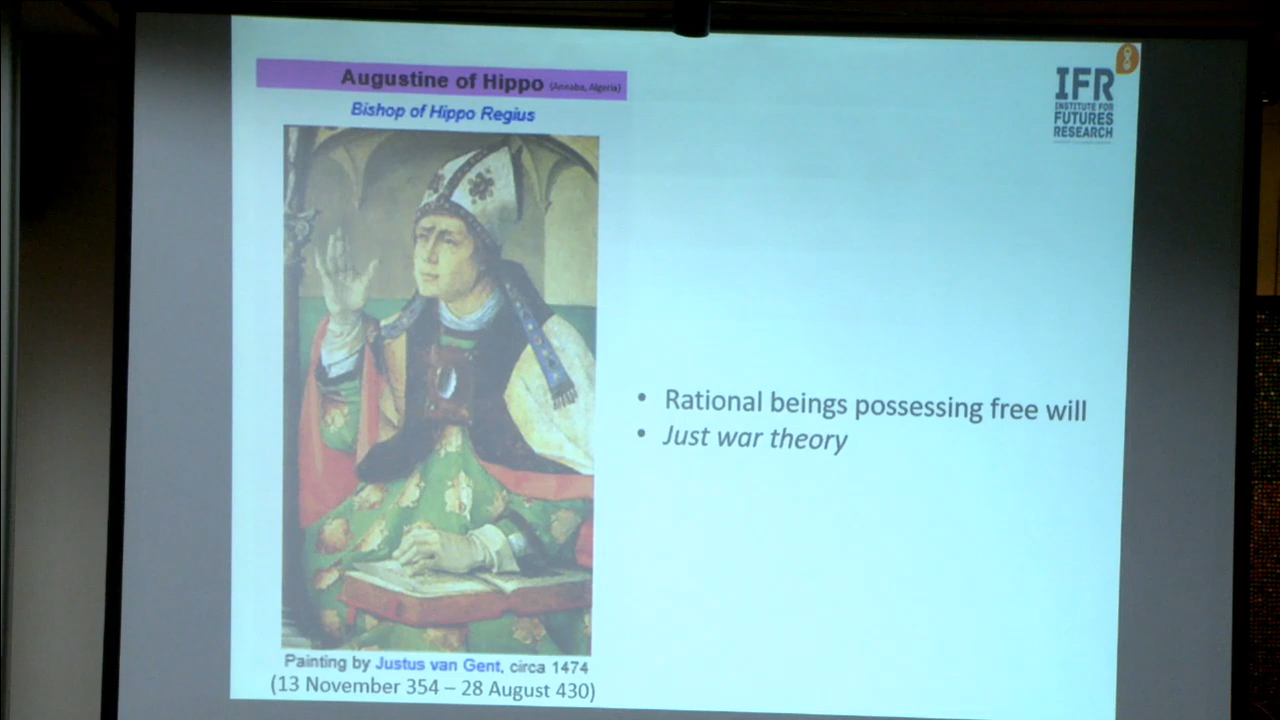 Augustine of Hippo (Annaba, Algeria)
Bishop of Hippo Regius
IFR
INSTITUTE FOR
FUTURES
RESEARCH
• Rational beings possessing free will
• Just war theory
Painting by Justus van Gent, circa 1474
(13 November 354 – 28 August 430)